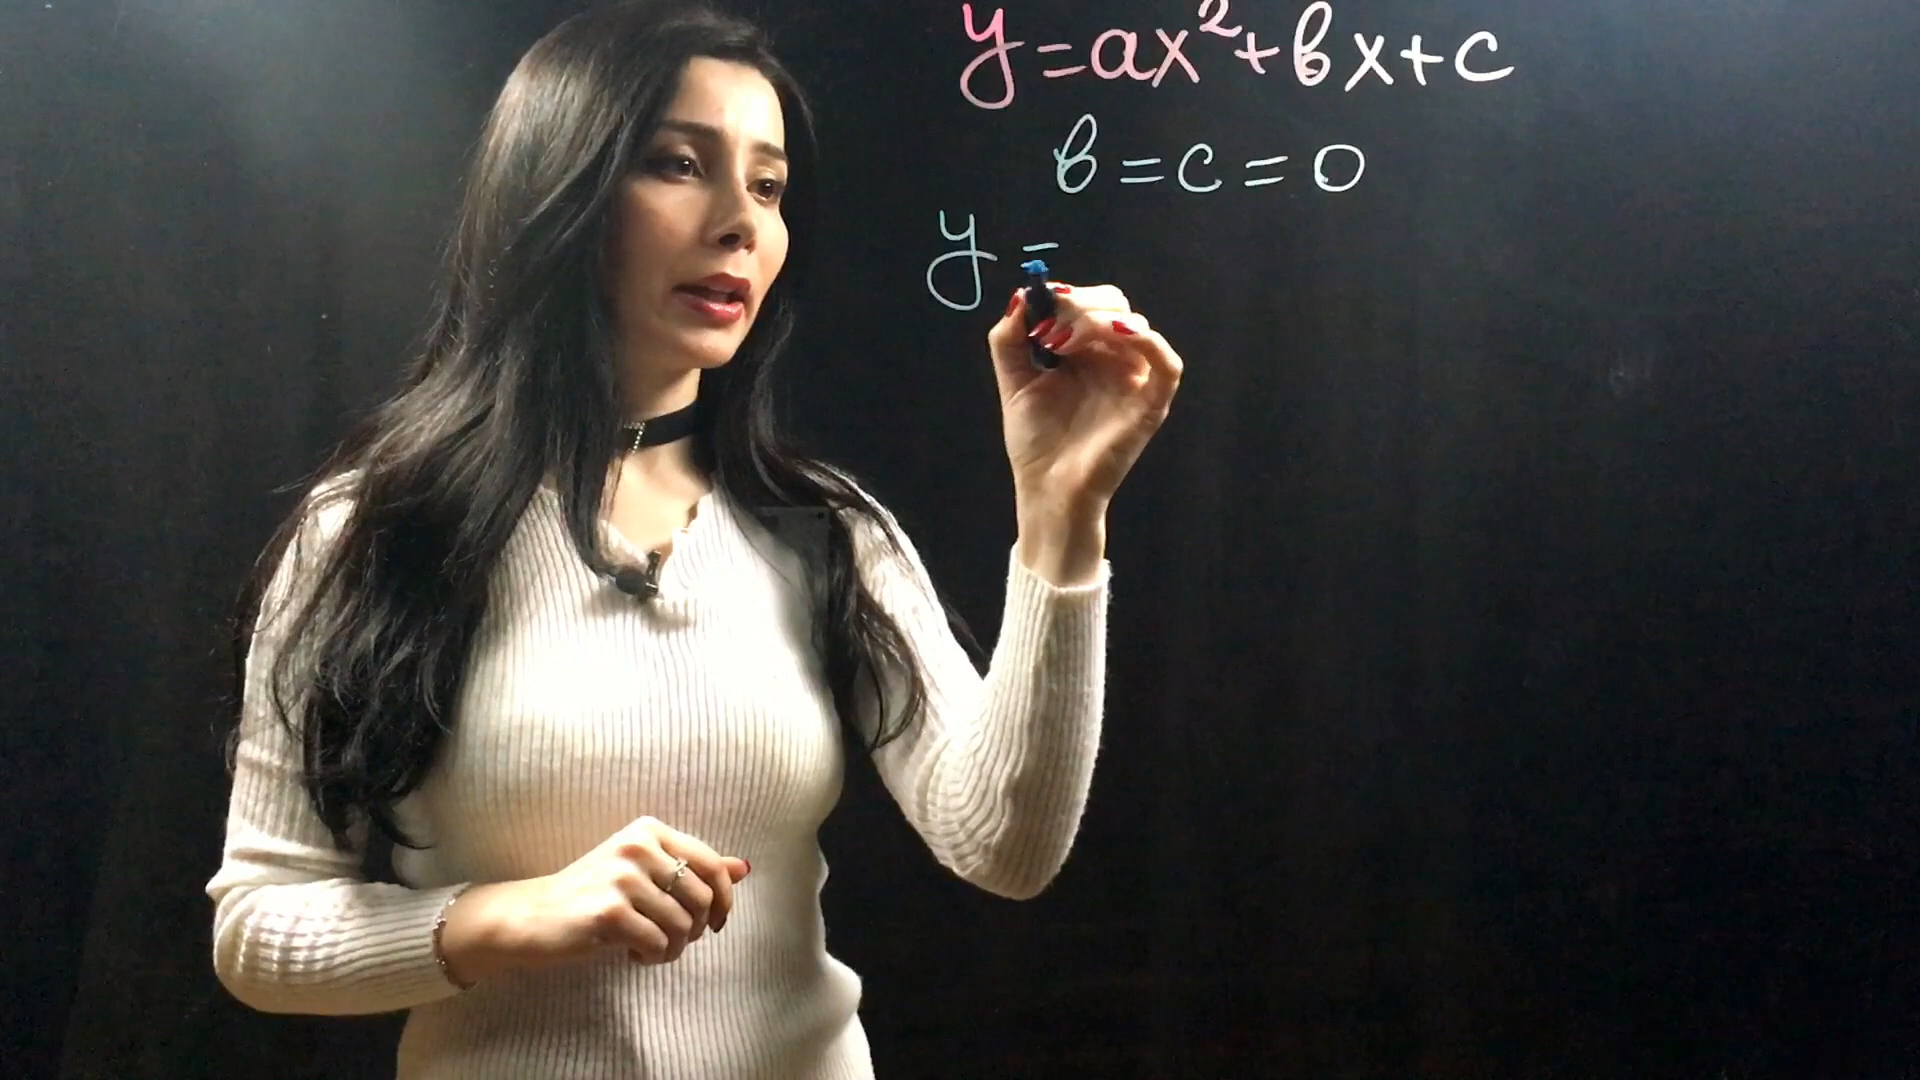 y=ax²+bx+c
b=c=0
y=